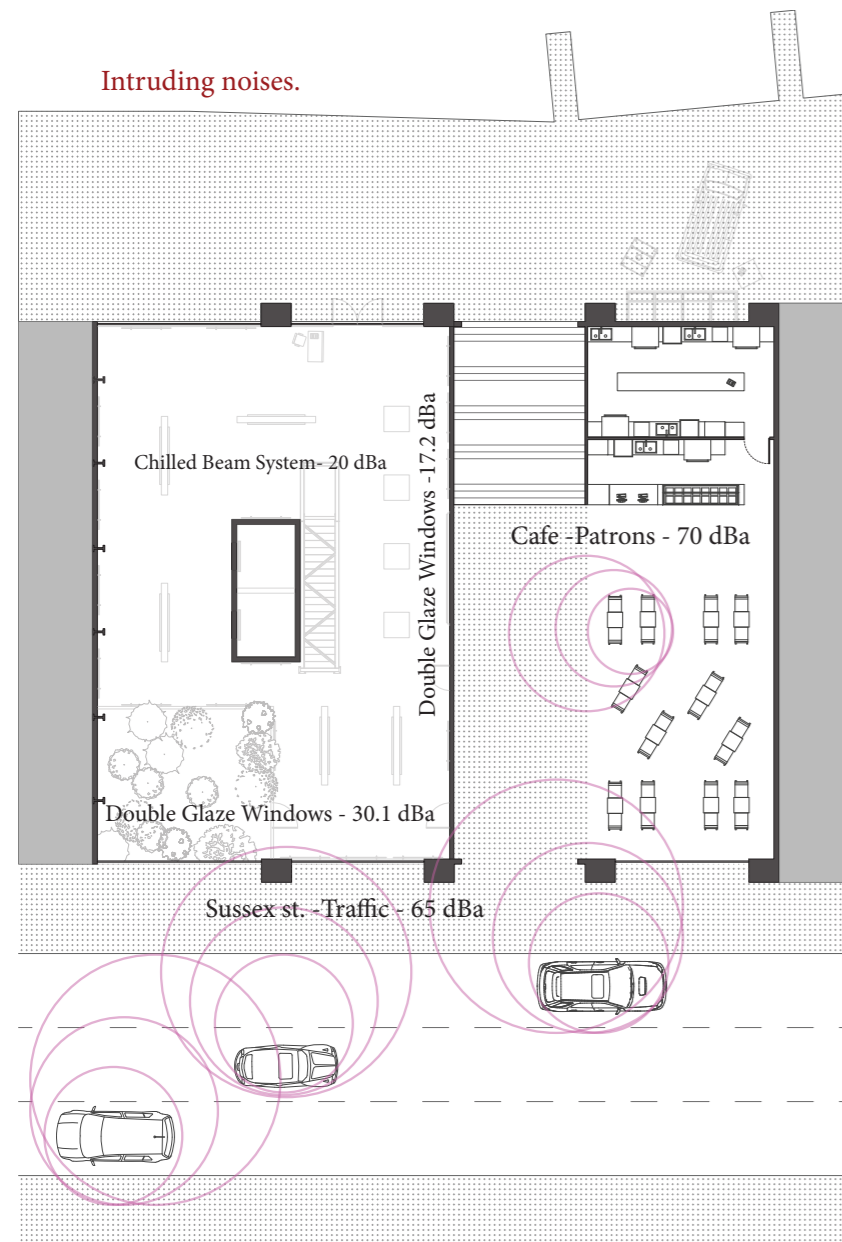 Intruding noises.
Chilled Beam System- 20 dBa
Double Glaze Windows -17.2 dBa
Cafe -Patrons - 70 dBa
Double Glaze Windows - 30.1 dBa
Sussex st. -Traffic - 65 dBa